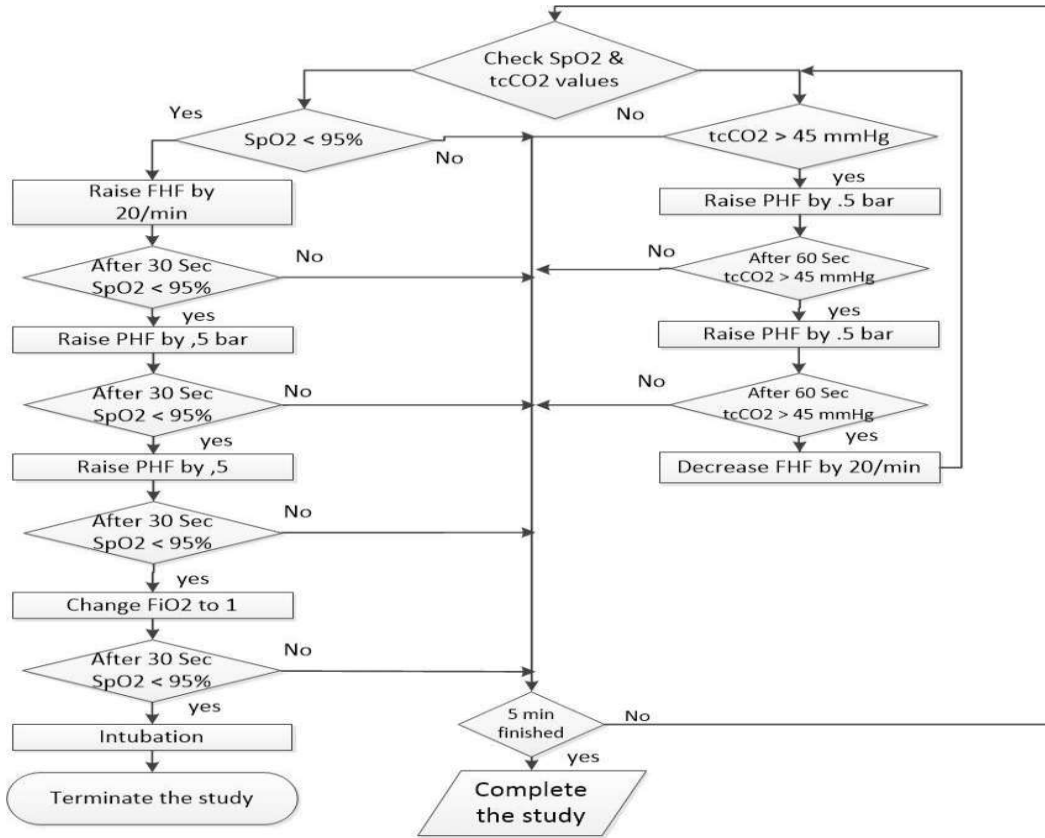 Check SpO2 &
tcCO2 values
Yes
SpO2 < 95%
No
No
tcCO2 > 45 mmHg
yes
Raise FHF by
20/min
Raise PHF by .5 bar
After 30 Sec
SpO2 < 95%
No
No
After 60 Sec
tcCO2 > 45 mmHg
yes
yes
Raise PHF by ,5 bar
Raise PHF by .5 bar
After 30 Sec
SpO2 < 95%
No
No
After 60 Sec
tcCO2 > 45 mmHg
yes
yes
Raise PHF by ,5
Decrease FHF by 20/min
After 30 Sec
SpO2 < 95%
No
yes
Change FiO2 to 1
After 30 Sec
SpO2 < 95%
No
yes
Intubation
5 min
finished
No
yes
Terminate the study
Complete
the study